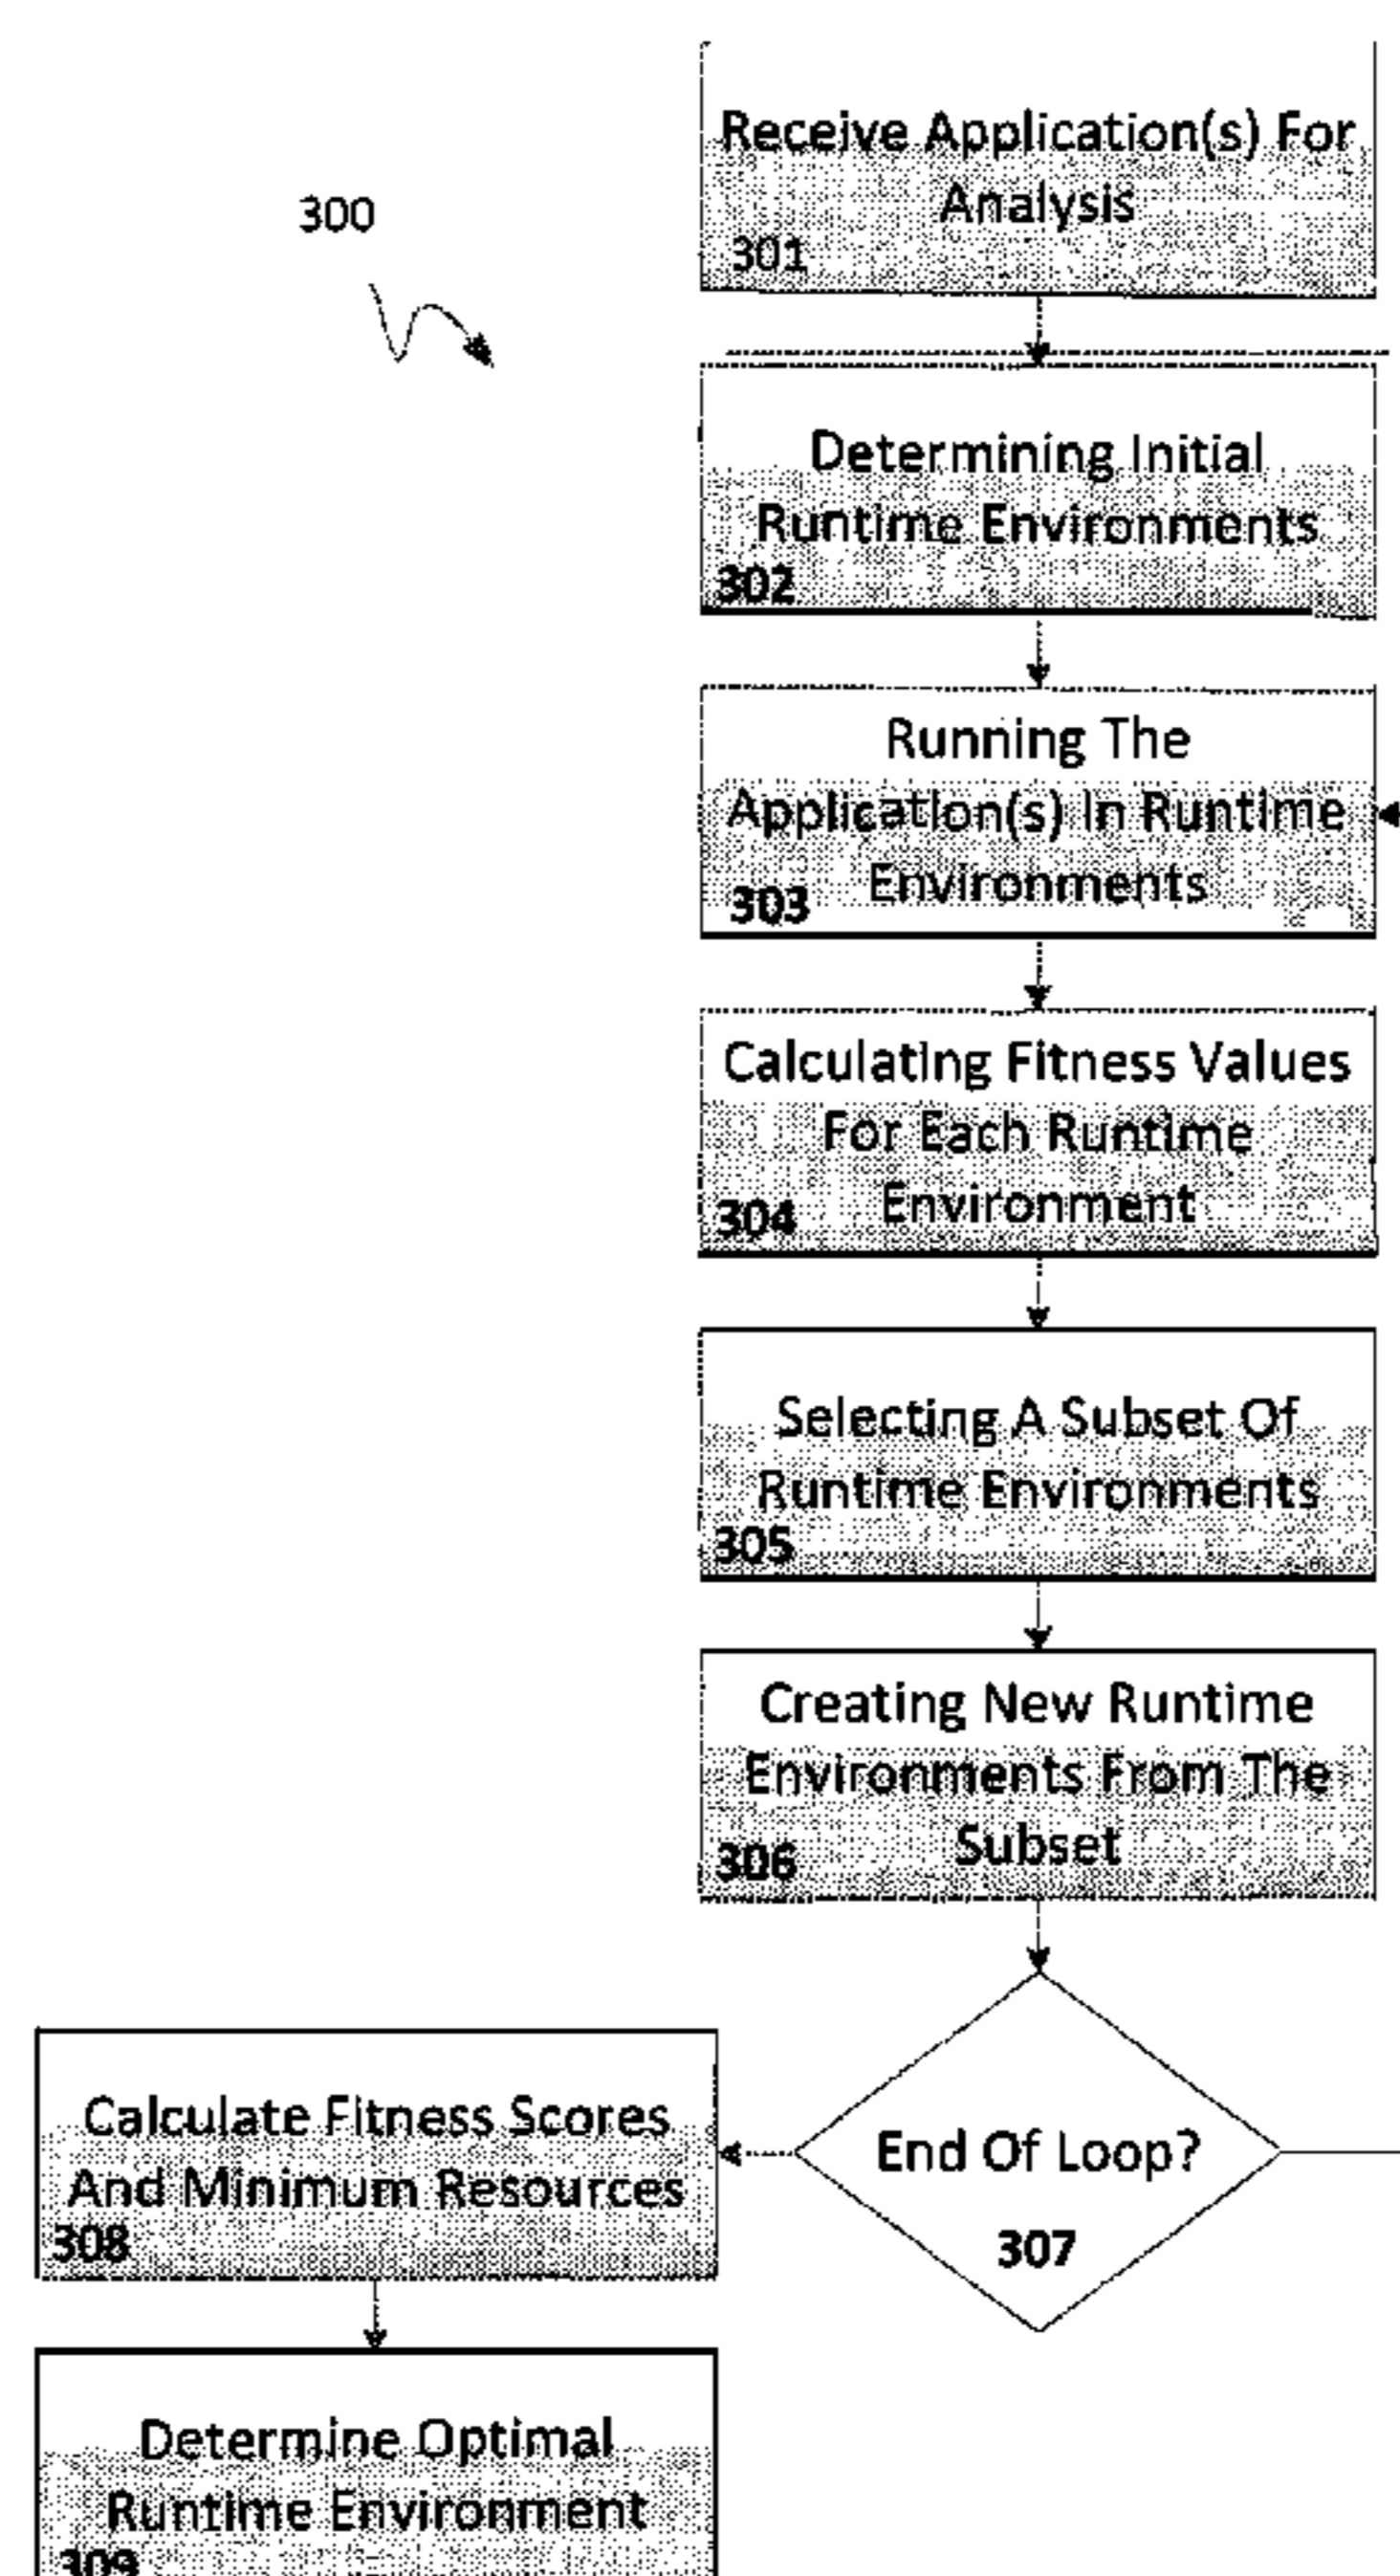 300
Receive Application(s) For
Analysis
301
Determining Initial
Runtime Environments
302
Running The
Application(s) In Runtime
Environments
303
Calculating Fitness Values
For Each Runtime
Environment
304
Selecting A Subset Of
Runtime Environments
305
Creating New Runtime
Environments From The
Subset
306
End Of Loop?
307
Calculate Fitness Scores
And Minimum Resources
308
Determine Optimal
Runtime Environment
309